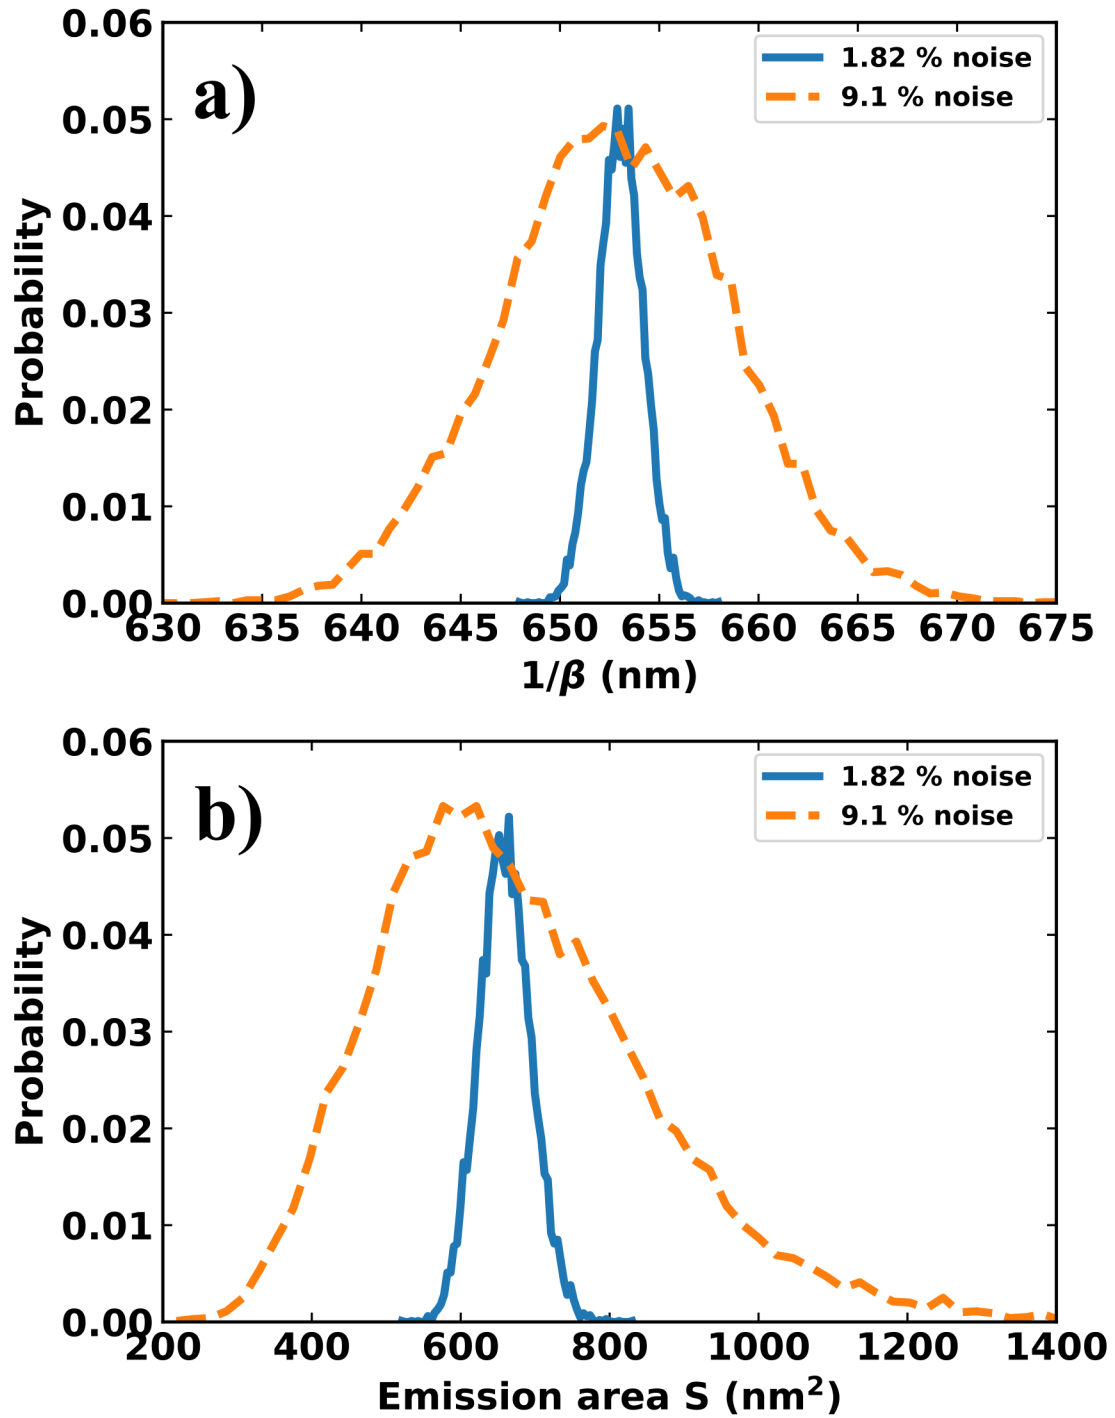 a)
0.06
0.05
0.04
0.03
0.02
0.01
0.00
Probability
1.82 % noise
9.1 % noise
630 635 640 645 650 655 660 665 670 675
1/β (nm)
b)
0.06
0.05
0.04
0.03
0.02
0.01
0.00
Probability
1.82 % noise
9.1 % noise
200 400 600 800 1000 1200 1400
Emission area S (nm²)